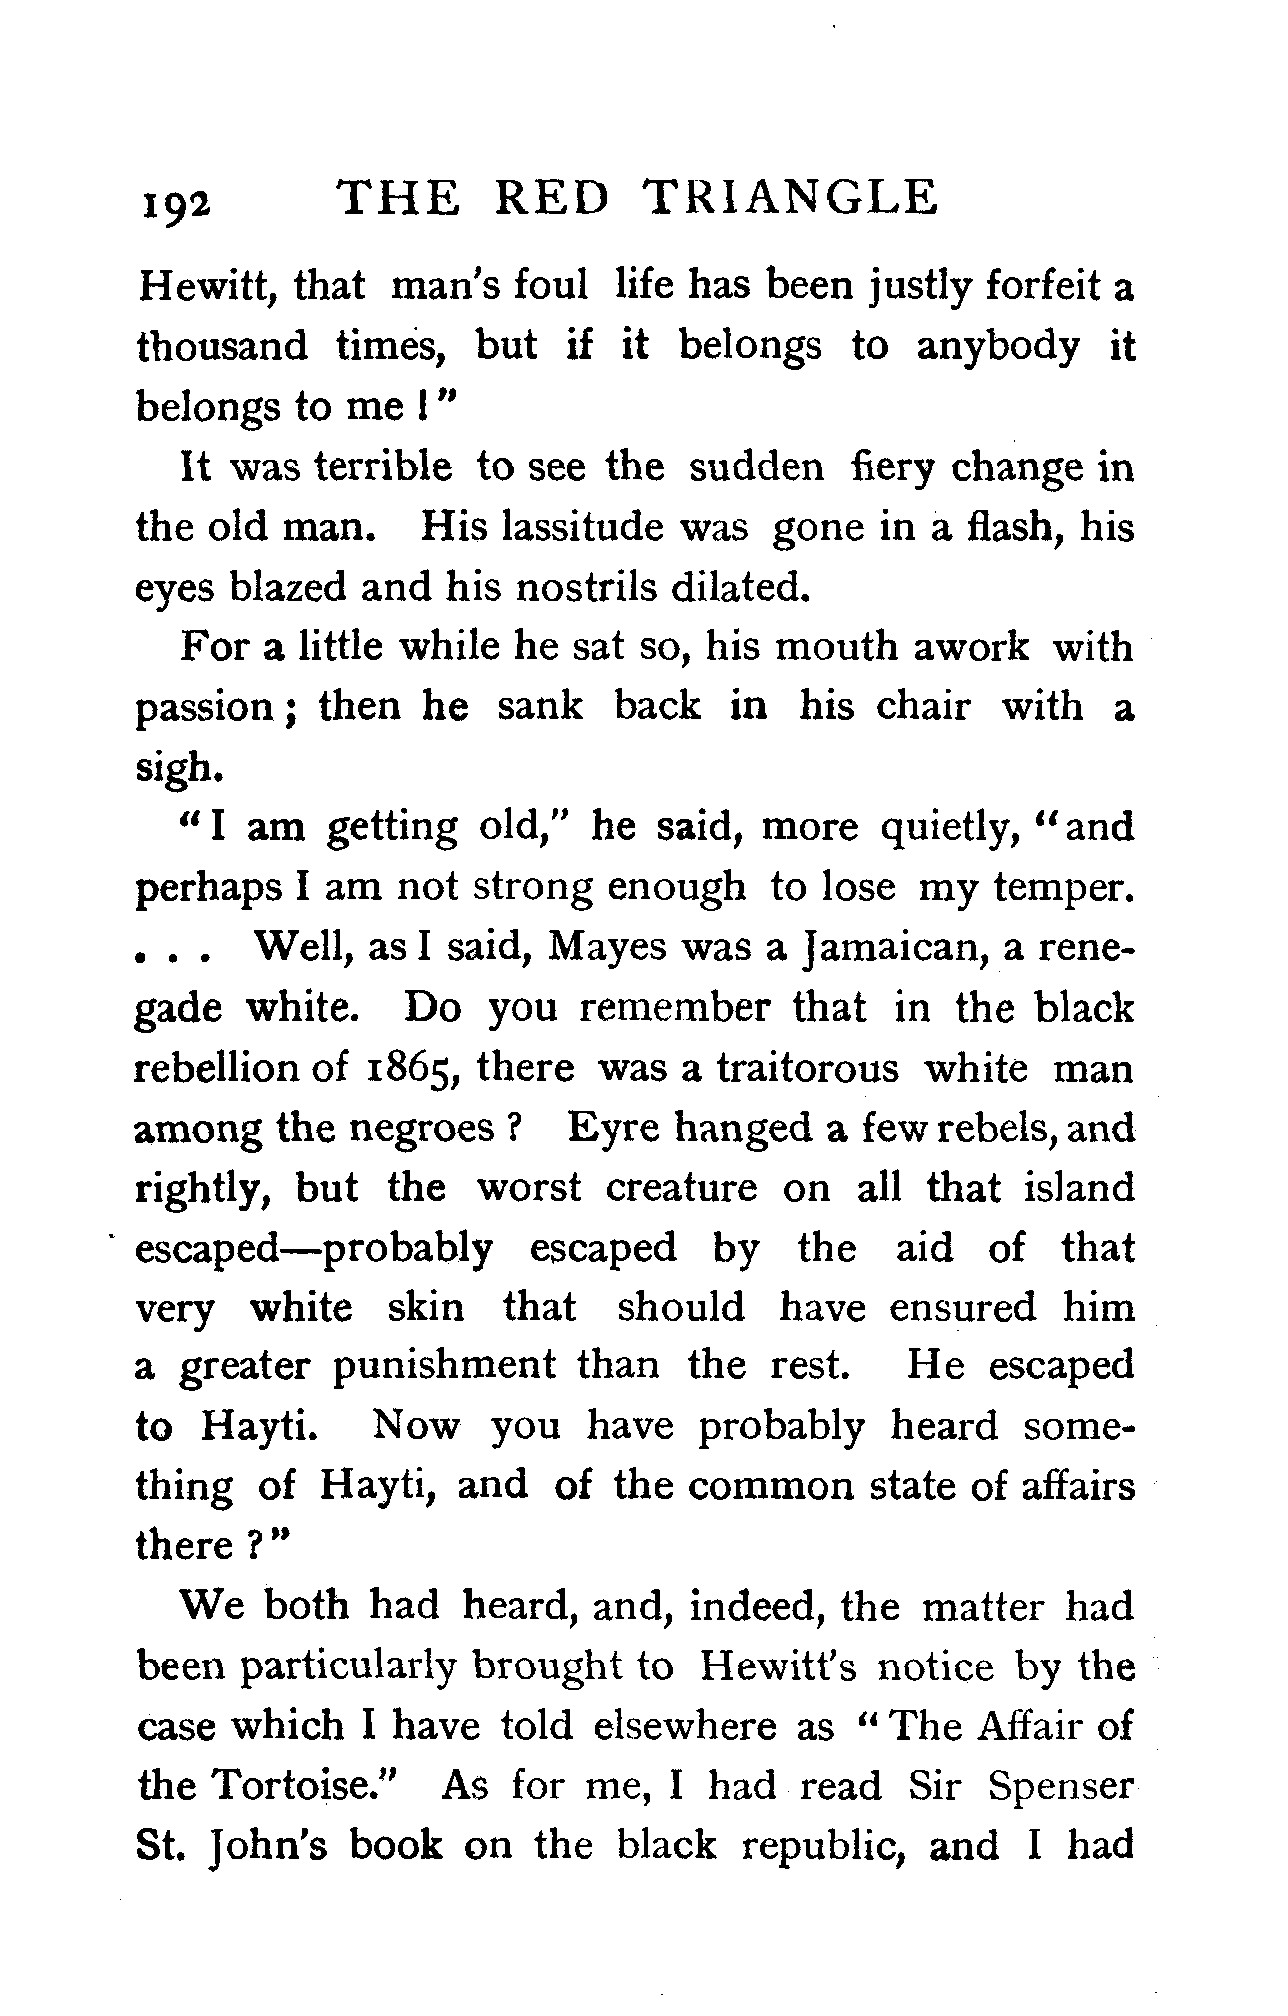 192 THE RED TRIANGLE
Hewitt, that man's foul life has been justly forfeit a
thousand times, but if it belongs to anybody it
belongs to me!"
It was terrible to see the sudden fiery change in
the old man. His lassitude was gone in a flash, his
eyes blazed and his nostrils dilated.
For a little while he sat so, his mouth awork with
passion; then he sank back in his chair with a
sigh.
"I am getting old," he said, more quietly, "and
perhaps I am not strong enough to lose my temper.
. . . Well, as I said, Mayes was a Jamaican, a rene-
gade white. Do you remember that in the black
rebellion of 1865, there was a traitorous white man
among the negroes? Eyre hanged a few rebels, and
rightly, but the worst creature on all that island
escaped—probably escaped by the aid of that
very white skin that should have ensured him
a greater punishment than the rest. He escaped
to Hayti. Now you have probably heard some-
thing of Hayti, and of the common state of affairs
there?"
We both had heard, and, indeed, the matter had
been particularly brought to Hewitt's notice by the
case which I have told elsewhere as "The Affair of
the Tortoise." As for me, I had read Sir Spenser
St. John's book on the black republic, and I had